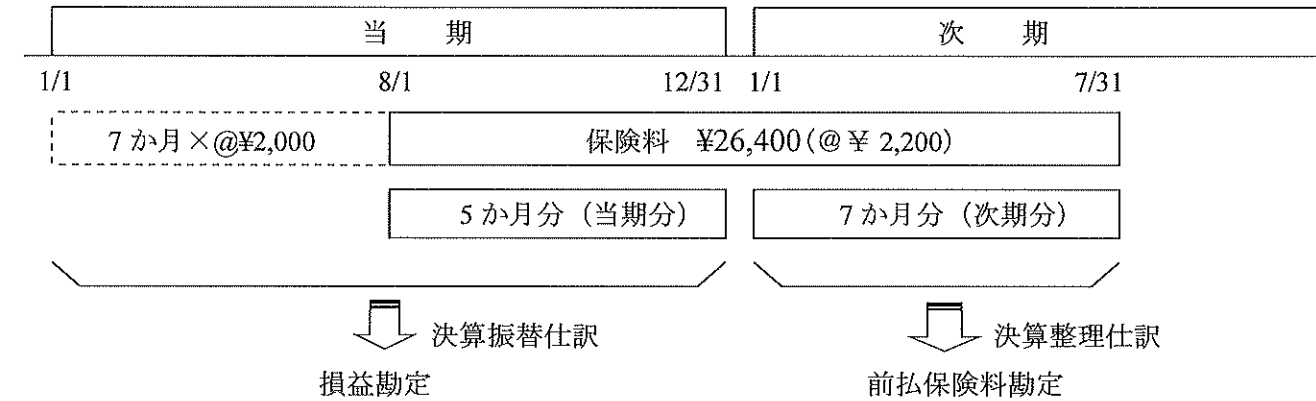 当　　期　　　　次　　期
1/1　8/1　12/31　1/1　7/31
7 か月×@¥2,000　保険料　¥26,400(@¥ 2,200)
5 か月分（当期分）　7 か月分（次期分）
決算振替仕訳　決算整理仕訳
損益勘定　前払保険料勘定